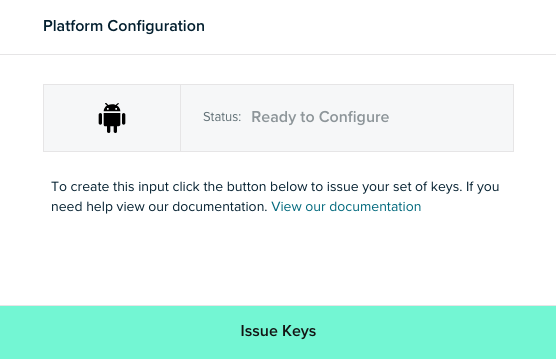 Platform Configuration
Status: Ready to Configure
To create this input click the button below to issue your set of keys. If you
need help view our documentation. View our documentation
Issue Keys